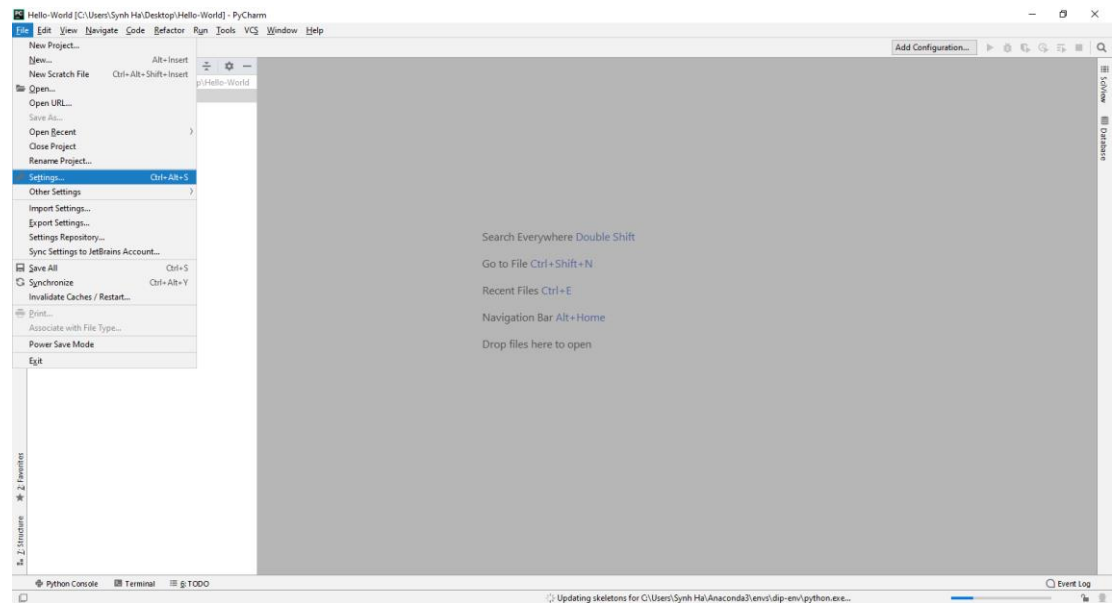 Hello-World [C:\Users\Synh Ha\Desktop\Hello-World] - PyCharm
File Edit View Navigate Code Refactor Run Tools VCS Window Help
New Project...
Add Configuration...
New... Alt+Insert
New Scratch File Ctrl+Alt+Shift+Insert
p\Hello-World
Open...
Open URL...
Save As...
Open Recent
Close Project
Rename Project...
Settings... Ctrl+Alt+S
Other Settings
Import Settings...
Export Settings...
Settings Repository...
Sync Settings to JetBrains Account...
Save All Ctrl+S
Synchronize Ctrl+Alt+Y
Invalidate Caches / Restart...
Print...
Associate with File Type...
Power Save Mode
Exit
Search Everywhere Double Shift
Go to File Ctrl+Shift+N
Recent Files Ctrl+E
Navigation Bar Alt+Home
Drop files here to open
SciView
Database
2: Favorites
7: Structure
Python Console Terminal 6: TODO Event Log
Updating skeletons for C:\Users\Synh Ha\Anaconda3\envs\dip-env\python.exe...